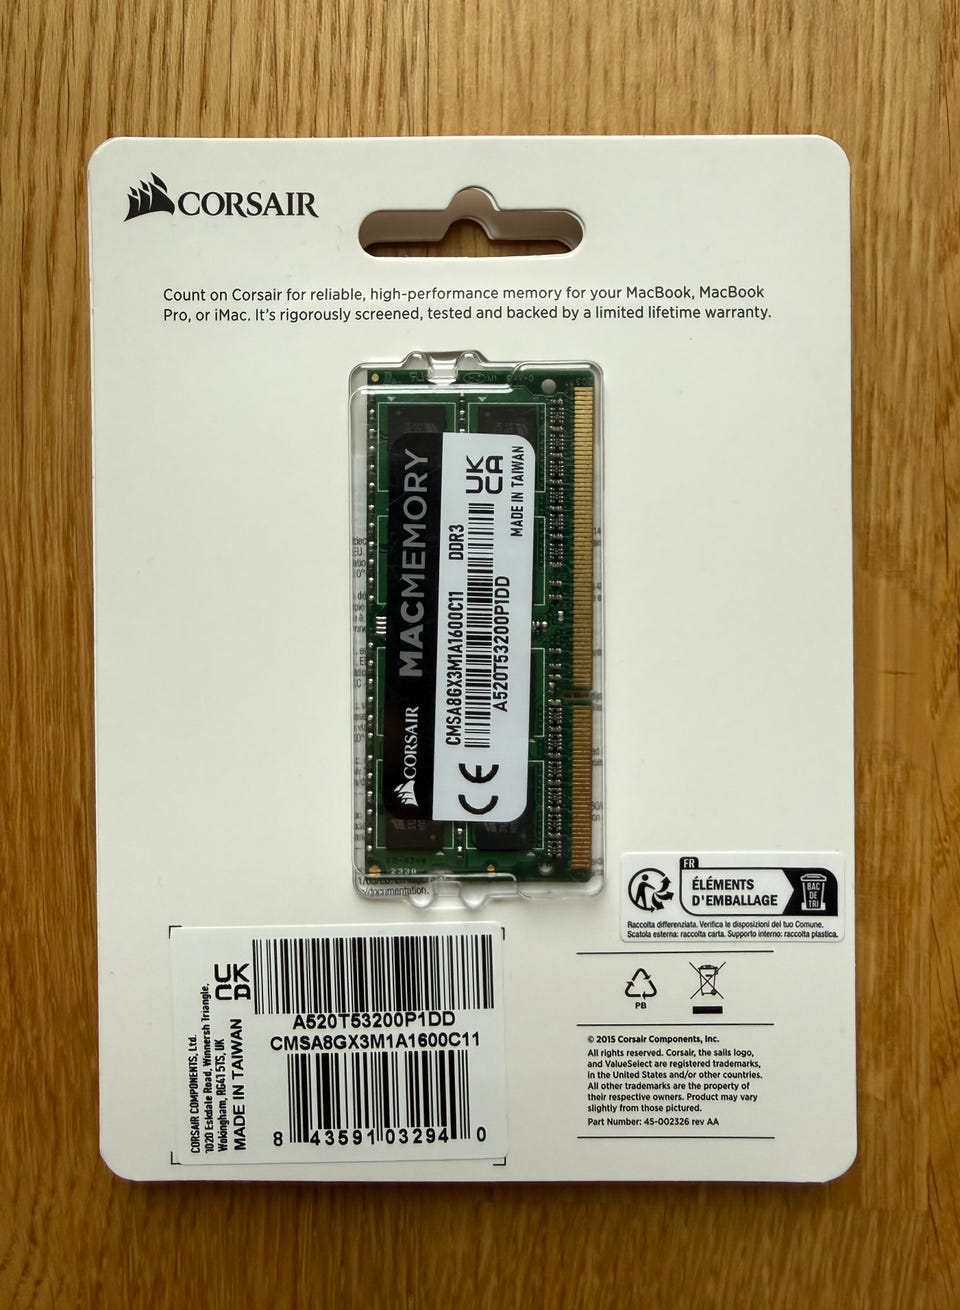 CORSAIR
Count on Corsair for reliable, high-performance memory for your MacBook, MacBook
Pro, or iMac. It's rigorously screened, tested and backed by a limited lifetime warranty.
CORSAIR MACMEMORY
CMSA8GX3M1A1600C11 DDR3
UK
CA
CE
A520T53200P1DD
MADE IN TAIWAN
2330
/documentation.
FR
ÉLÉMENTS
D'EMBALLAGE
BAC
DE
TRI
Raccolta differenziata. Verifica le disposizioni del tuo Comune.
Scatola esterna: raccolta carta. Supporto interno: raccolta plastica.
CORSAIR COMPONENTS, Ltd.
1020 Eskdale Road, Winnersh Triangle,
Wokingham, RG41 5TS, UK
MADE IN TAIWAN
UK
CA
A520T53200P1DD
CMSA8GX3M1A1600C11
8 43591 03294 0
PB
© 2015 Corsair Components, Inc.
All rights reserved. Corsair, the sails logo,
and ValueSelect are registered trademarks,
in the United States and/or other countries.
All other trademarks are the property of
their respective owners. Product may vary
slightly from those pictured.
Part Number: 45-002326 rev AA